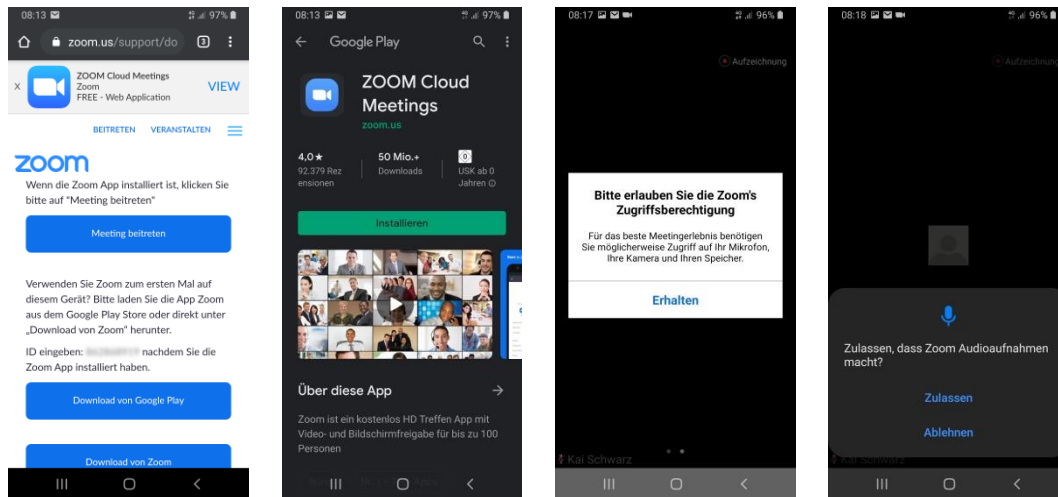 08:13 97%
zoom.us/support/do 3
X
ZOOM Cloud Meetings
Zoom
FREE - Web Application
VIEW
BEITRETEN VERANSTALTEN
zoom
Wenn die Zoom App installiert ist, klicken Sie
bitte auf "Meeting beitreten"
Meeting beitreten
Verwenden Sie Zoom zum ersten Mal auf
diesem Gerät? Bitte laden Sie die App Zoom
aus dem Google Play Store oder direkt unter
„Download von Zoom" herunter.
ID eingeben: nachdem Sie die
Zoom App installiert haben.
Download von Google Play
Download von Zoom
08:13 97%
Google Play
ZOOM Cloud
Meetings
zoom.us
4,0★ 50 Mio.+ 0
92.379 Rez Downloads USK ab 0
ensionen Jahren
Installieren
Über diese App
Zoom ist ein kostenlos HD Treffen App mit
Video- und Bildschirmfreigabe für bis zu 100
Personen
08:17 96%
Aufzeichnung
Bitte erlauben Sie die Zoom's
Zugriffsberechtigung
Für das beste Meetingerlebnis benötigen
Sie möglicherweise Zugriff auf Ihr Mikrofon,
Ihre Kamera und Ihren Speicher.
Erhalten
Kai Schwarz
08:18 96%
Aufzeichnung
Zulassen, dass Zoom Audioaufnahmen
macht?
Zulassen
Ablehnen
Kai Schwarz